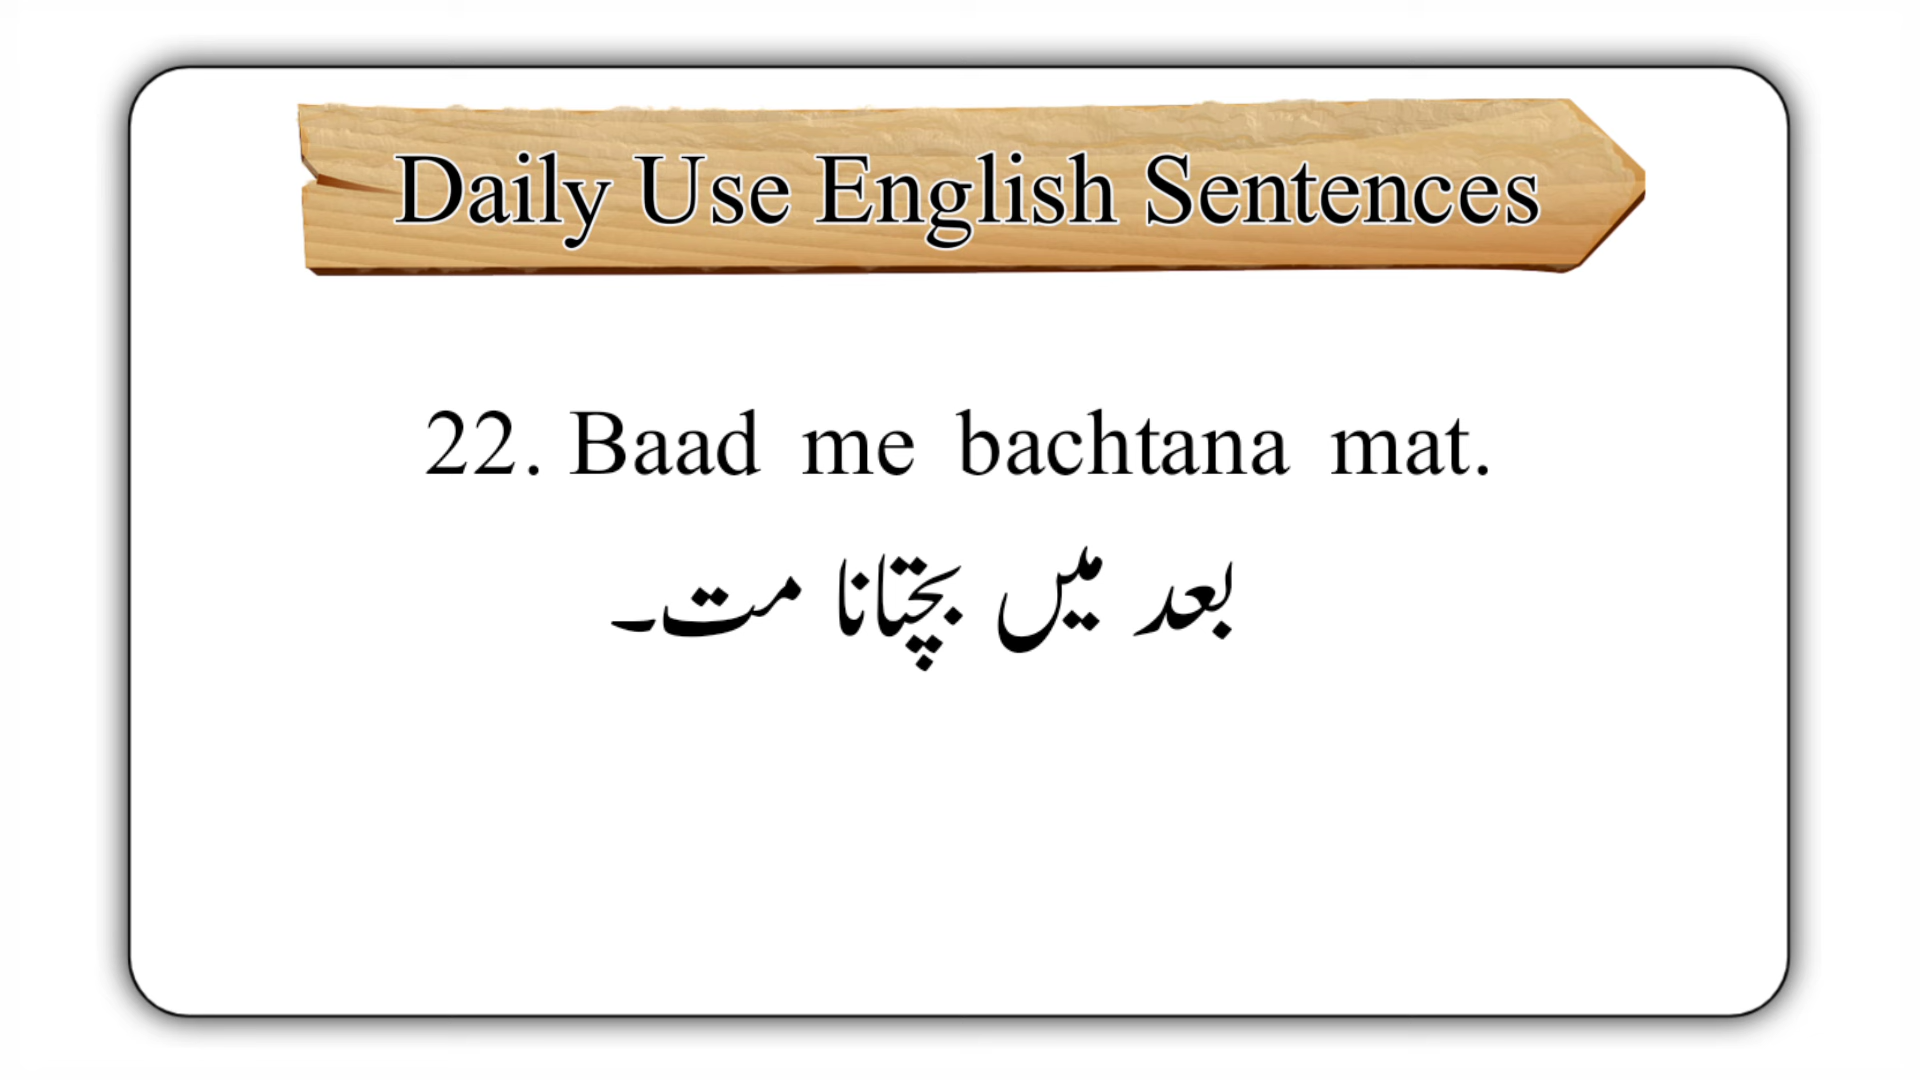 Daily Use English Sentences
22. Baad me bachtana mat.
بعد میں بچتانا مت۔